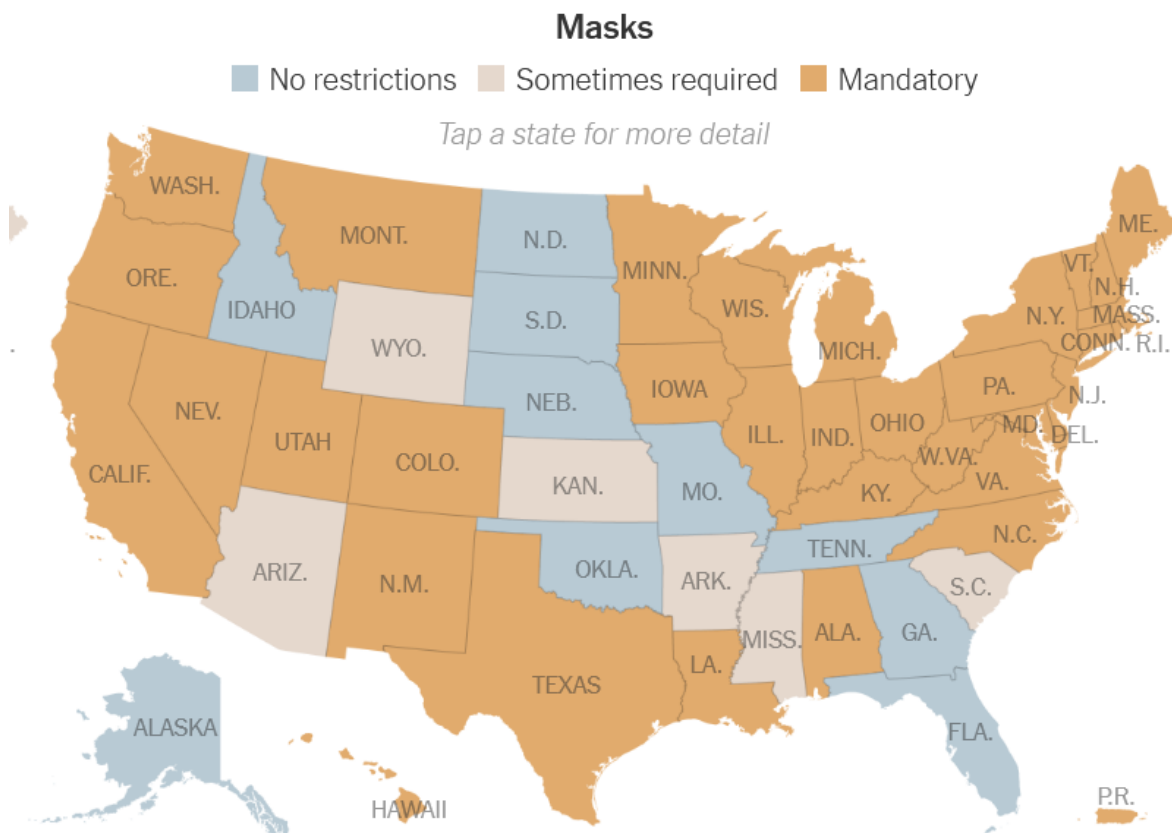 Masks
No restrictions Sometimes required Mandatory
Tap a state for more detail
WASH.
MONT.
N.D.
MINN.
ME.
VT.
N.H.
ORE.
IDAHO
S.D.
WIS.
N.Y.
MASS.
WYO.
MICH.
CONN. R.I.
NEV.
UTAH
NEB.
IOWA
PA.
N.J.
CALIF.
COLO.
ILL.
IND.
OHIO
MD.
DEL.
KAN.
MO.
KY.
W.VA.
VA.
ARIZ.
N.M.
OKLA.
ARK.
TENN.
N.C.
S.C.
TEXAS
LA.
MISS.
ALA.
GA.
ALASKA
FLA.
HAWAII
P.R.